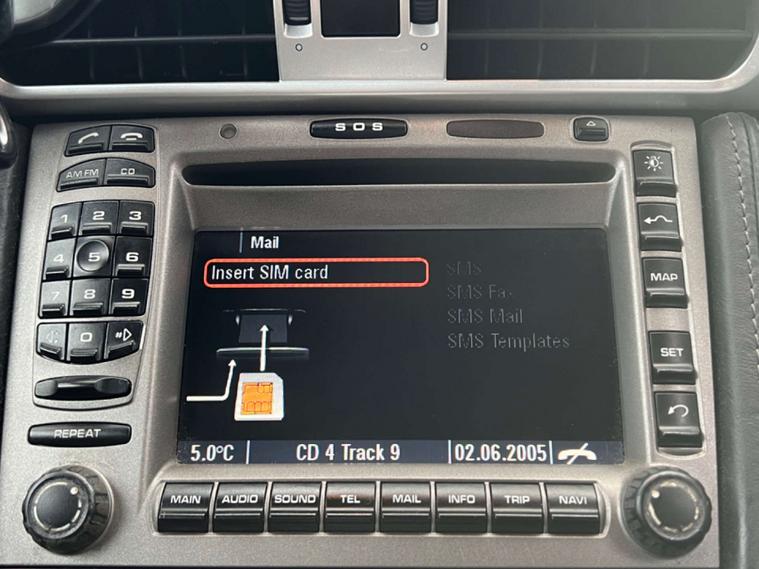 SOS
AM FM CD
1 2 3
4 5 6
7 8 9
0 #
REPEAT
Mail
Insert SIM card
SMS
SMS Fax
SMS Mail
SMS Templates
5.0°C CD 4 Track 9 02.06.2005
MAP
SET
MAIN AUDIO SOUND TEL MAIL INFO TRIP NAVI